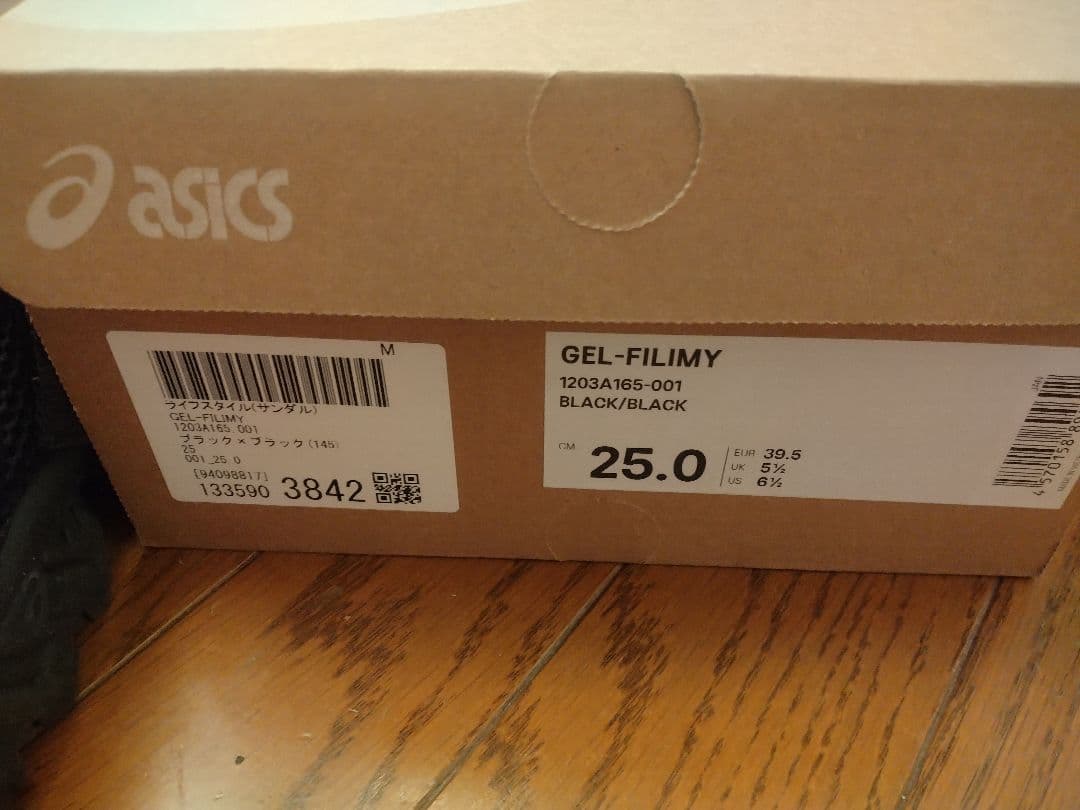 asics
M
ライフスタイル(サンダル)
GEL-FILIMY
1203A165.001
ブラック×ブラック(145)
25
001_25.0
[94098817]
133590 3842
GEL-FILIMY
1203A165-001
BLACK/BLACK
CM 25.0
EUR 39.5
UK 5½
US 6½